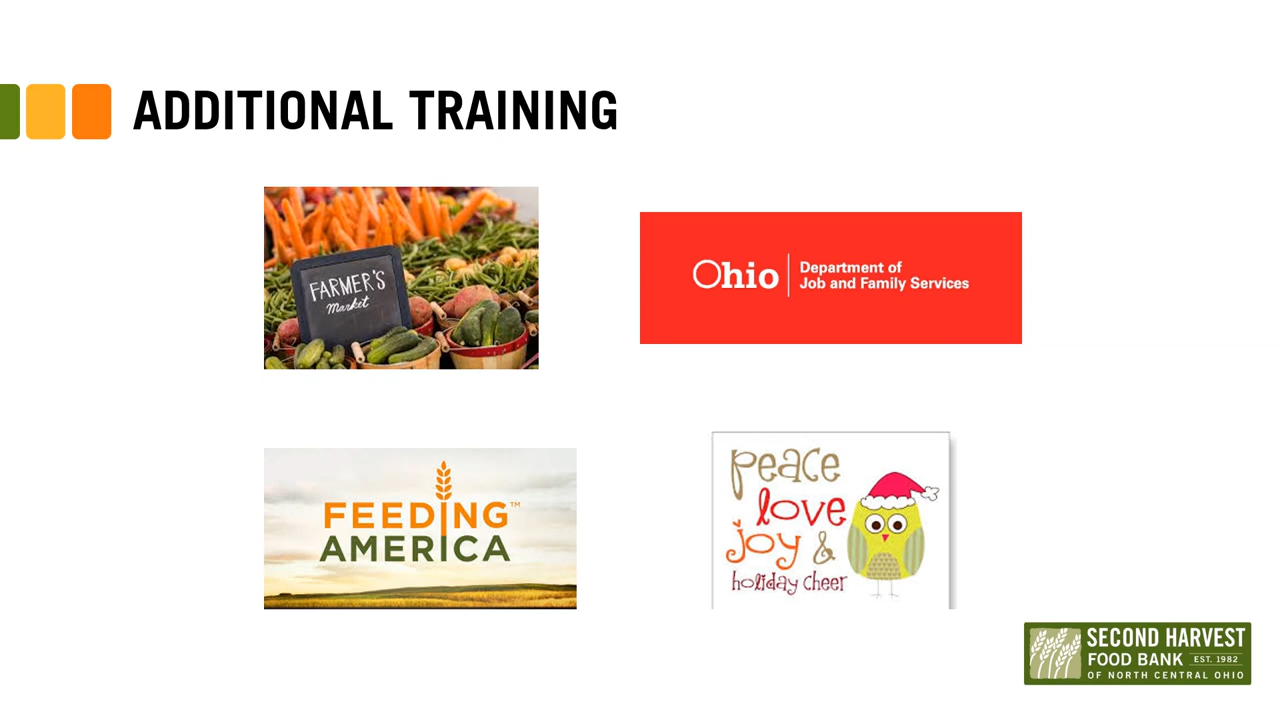 ADDITIONAL TRAINING
FARMER'S
Market
Ohio
Department of
Job and Family Services
FEEDING™
AMERICA
peace
love
joy &
holiday cheer
SECOND HARVEST
FOOD BANK EST. 1982
OF NORTH CENTRAL OHIO